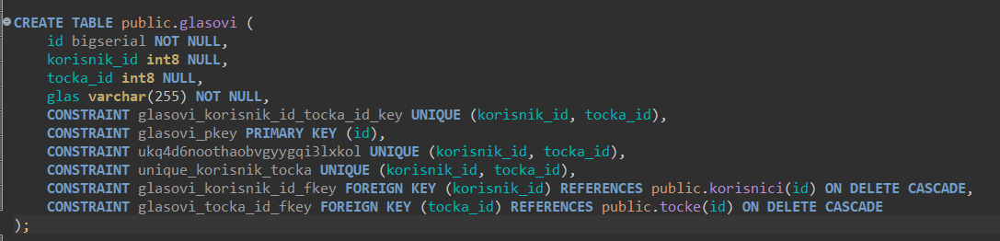 CREATE TABLE public.glasovi (
id bigserial NOT NULL,
korisnik_id int8 NULL,
tocka_id int8 NULL,
glas varchar(255) NOT NULL,
CONSTRAINT glasovi_korisnik_id_tocka_id_key UNIQUE (korisnik_id, tocka_id),
CONSTRAINT glasovi_pkey PRIMARY KEY (id),
CONSTRAINT ukq4d6noothaobvgyygqi3lxkol UNIQUE (korisnik_id, tocka_id),
CONSTRAINT unique_korisnik_tocka UNIQUE (korisnik_id, tocka_id),
CONSTRAINT glasovi_korisnik_id_fkey FOREIGN KEY (korisnik_id) REFERENCES public.korisnici(id) ON DELETE CASCADE,
CONSTRAINT glasovi_tocka_id_fkey FOREIGN KEY (tocka_id) REFERENCES public.tocke(id) ON DELETE CASCADE
);